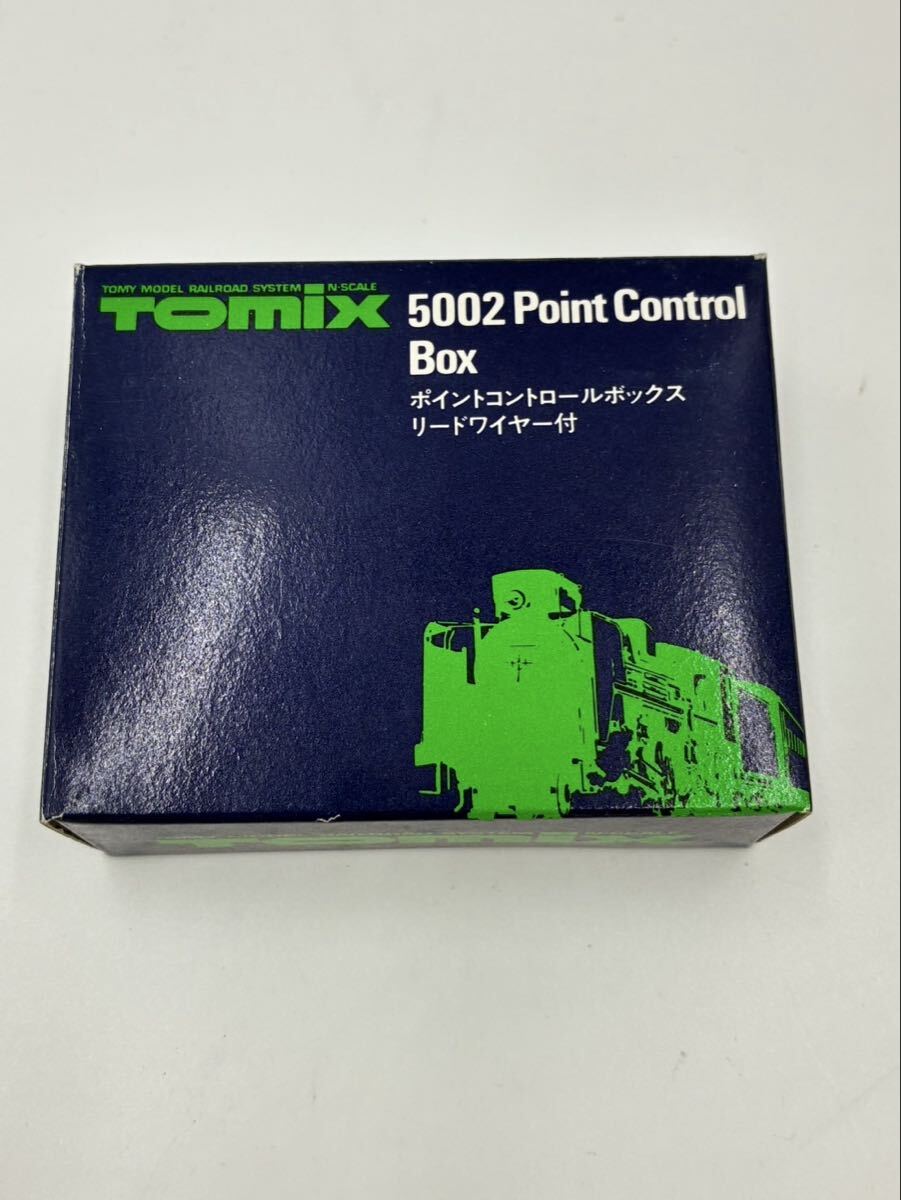 TOMY MODEL RAILROAD SYSTEM N-SCALE
TOMIX
5002 Point Control
Box
ポイントコントロールボックス
リードワイヤー付
TOMIX